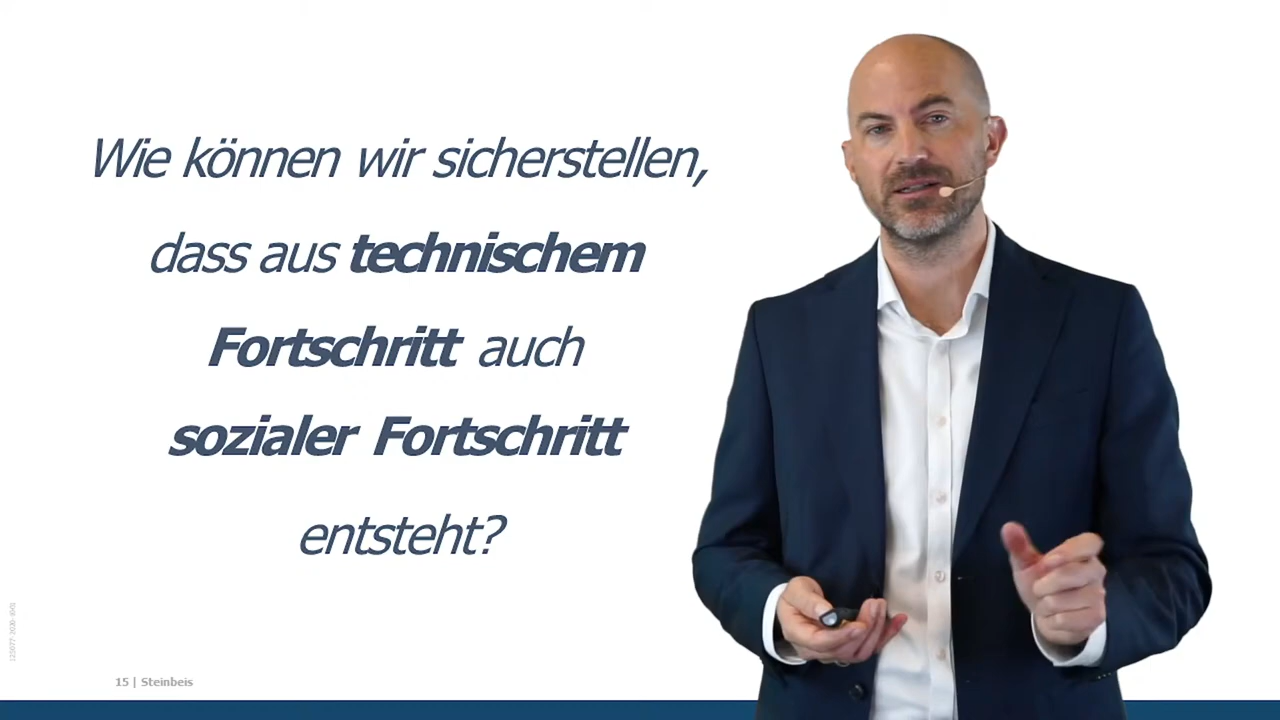 Wie können wir sicherstellen,
dass aus technischem
Fortschritt auch
sozialer Fortschritt
entsteht?
15 | Steinbeis